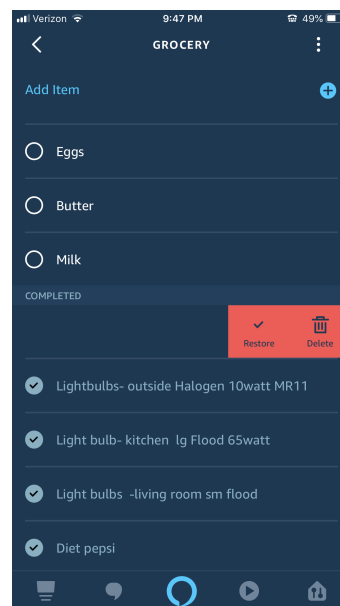 Verizon 9:47 PM 49%
GROCERY
Add Item
Eggs
Butter
Milk
COMPLETED
Restore Delete
Lightbulbs- outside Halogen 10watt MR11
Light bulb- kitchen lg Flood 65watt
Light bulbs -living room sm flood
Diet pepsi